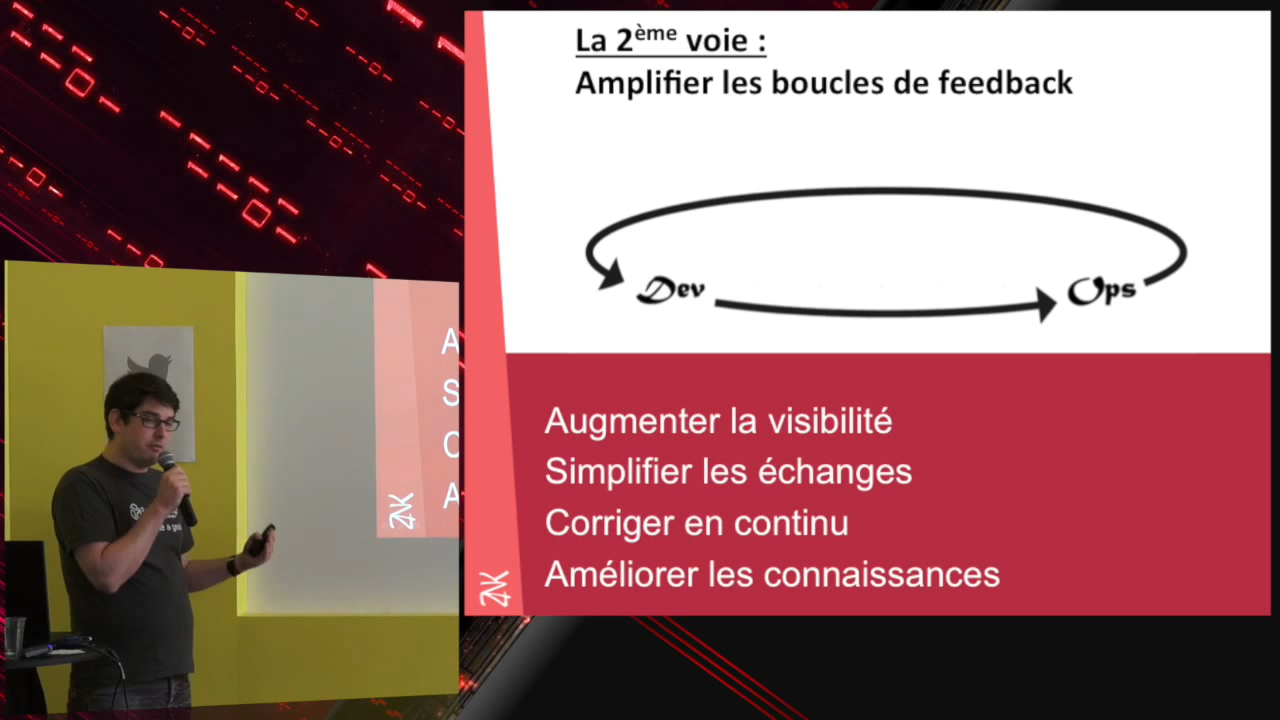 La 2ème voie :
Amplifier les boucles de feedback
Dev
Ops
Augmenter la visibilité
Simplifier les échanges
Corriger en continu
Améliorer les connaissances
A
S
C
A